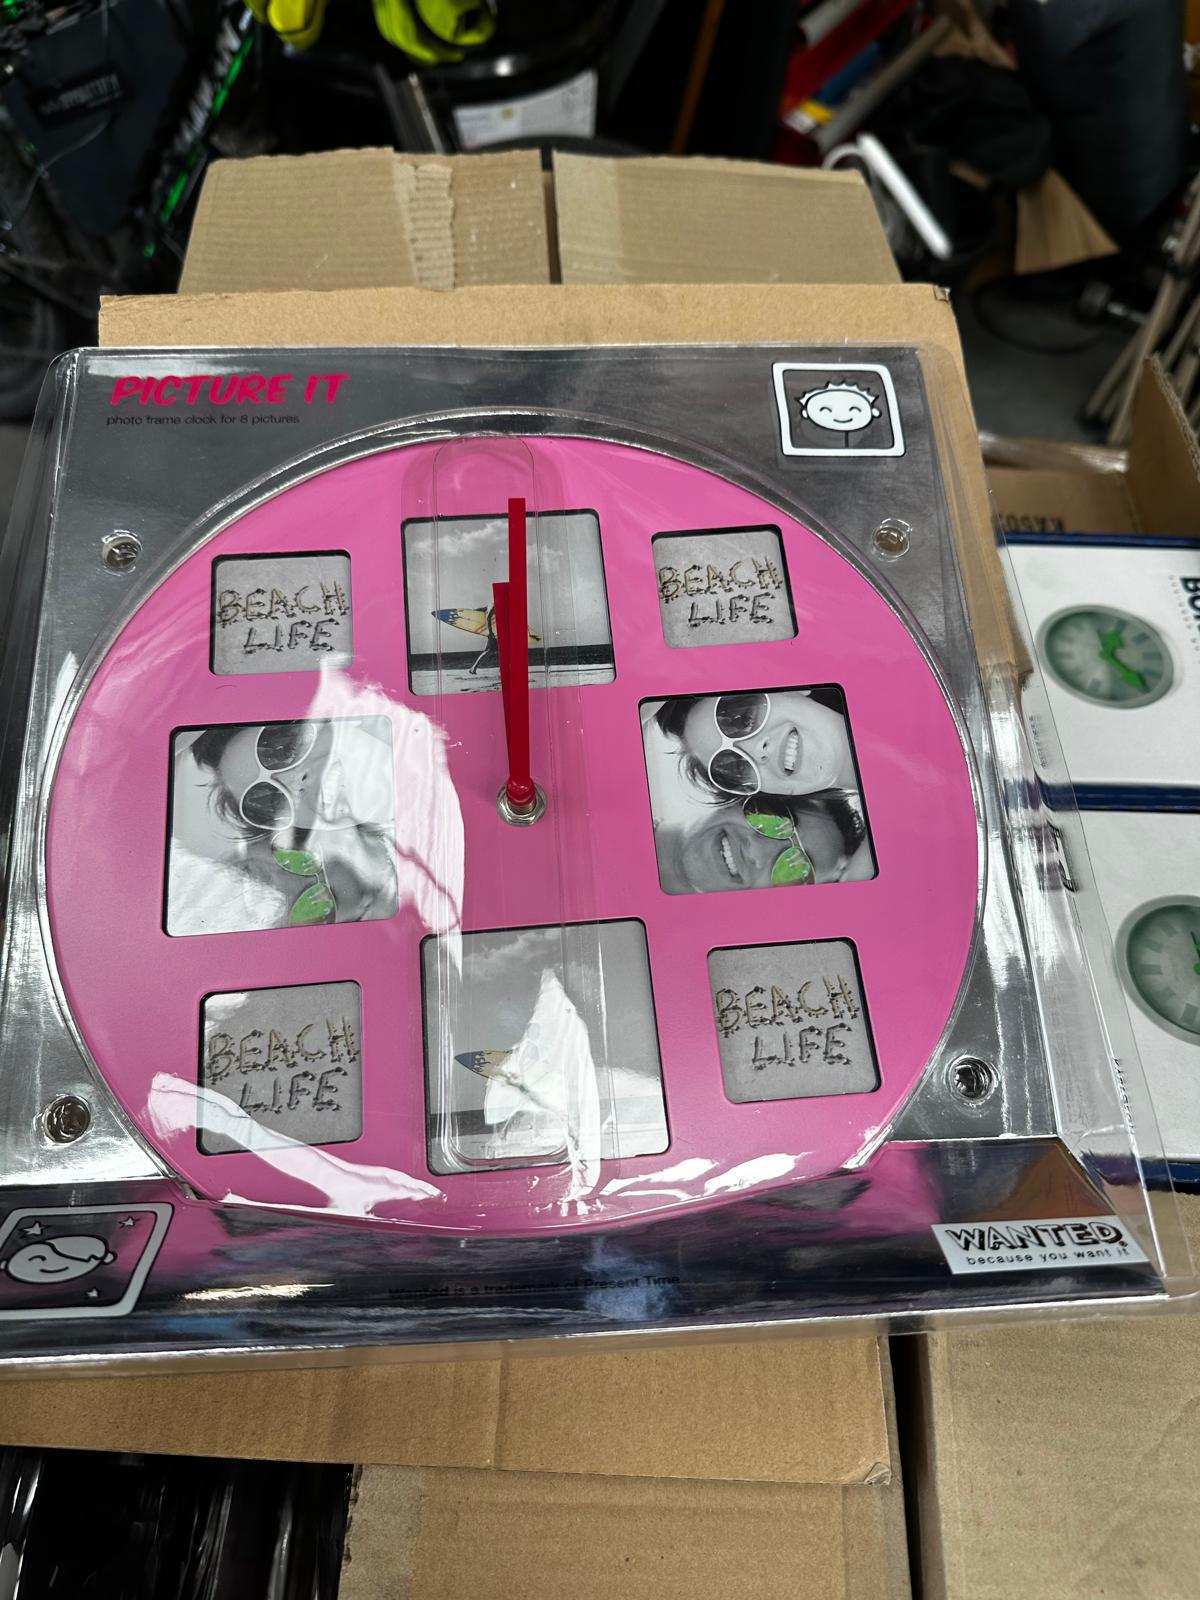 PICTURE IT
photo frame clock for 8 pictures
BEACH
LIFE
BEACH
LIFE
BEACH
LIFE
BEACH
LIFE
WANTED
because you want it
Wanted is a trademark of Present Time